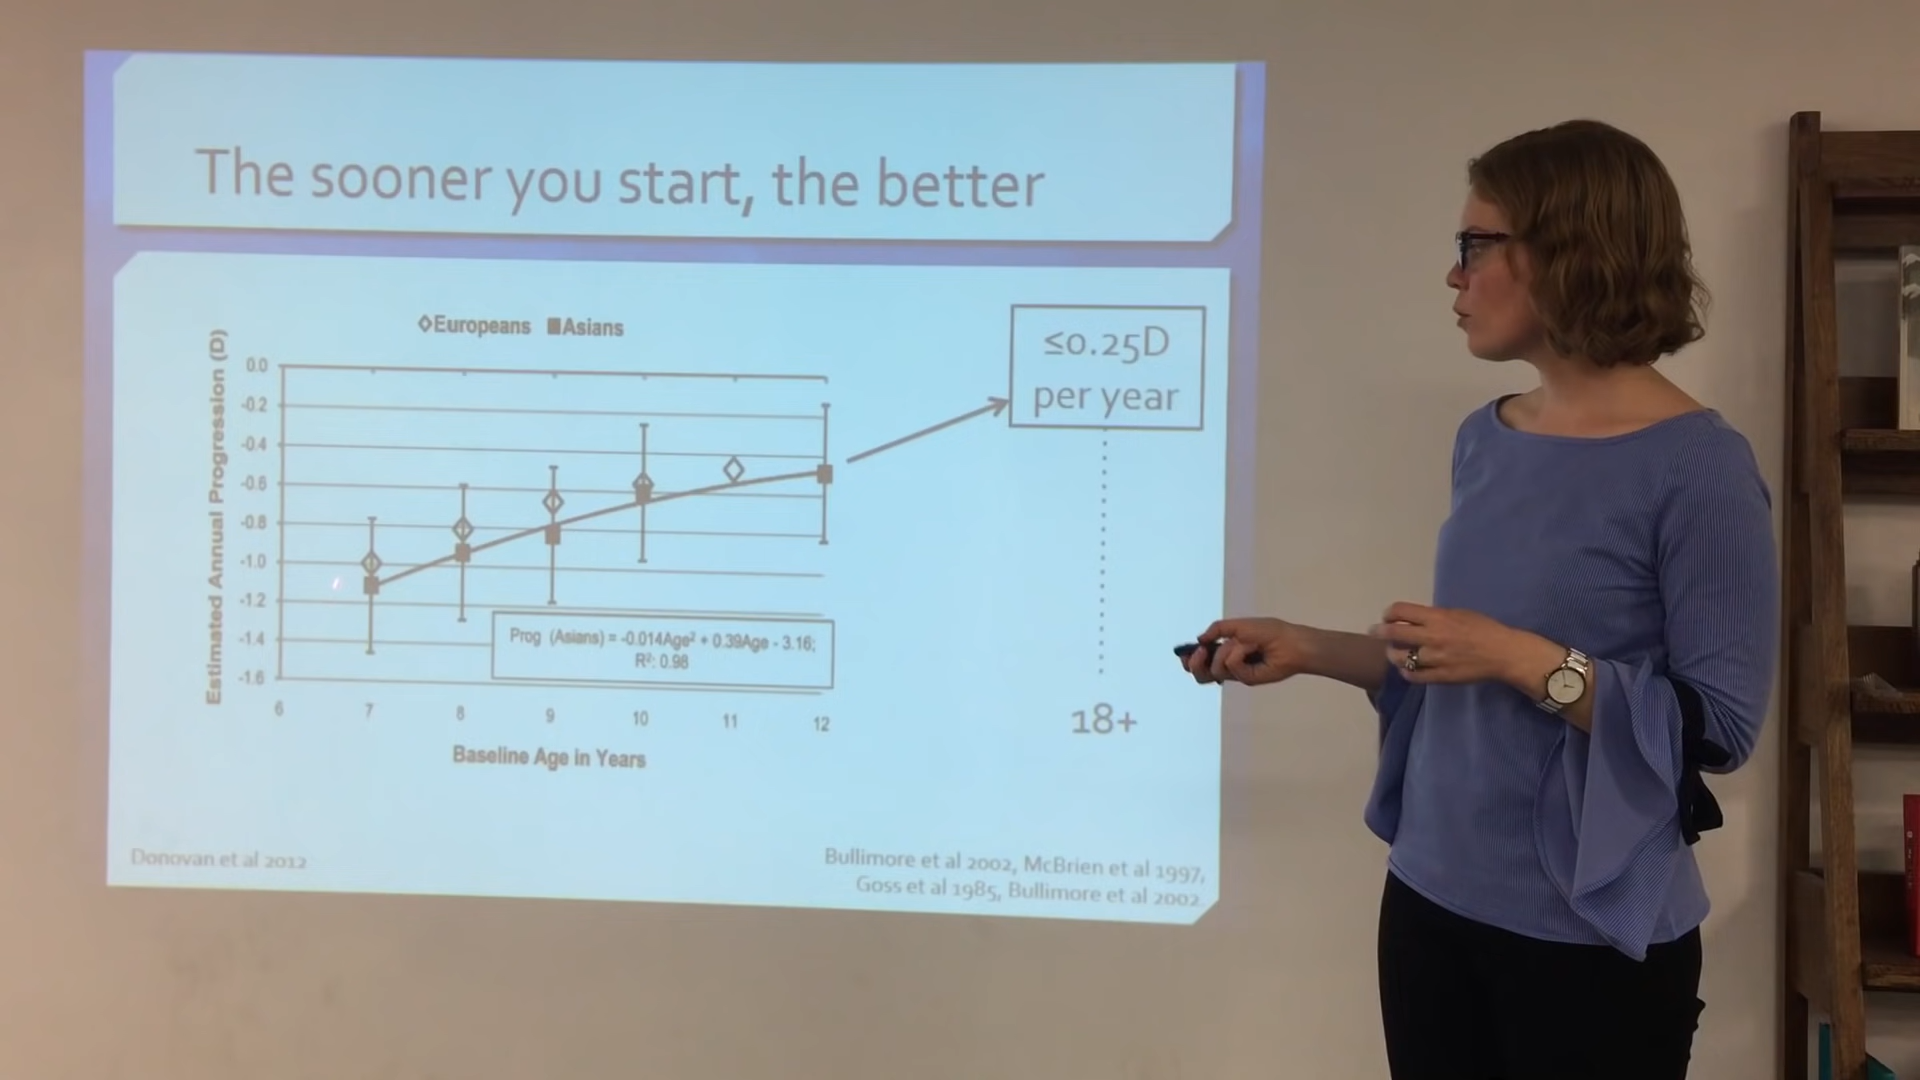 The sooner you start, the better
◇Europeans ■Asians
Estimated Annual Progression (D)
0.0
-0.2
-0.4
-0.6
-0.8
-1.0
-1.2
-1.4
-1.6
Prog (Asians) = -0.014Age² + 0.39Age - 3.16;
R²: 0.98
6 7 8 9 10 11 12
Baseline Age in Years
≤0.25D
per year
18+
Donovan et al 2012
Bullimore et al 2002, McBrien et al 1997,
Goss et al 1985, Bullimore et al 2002